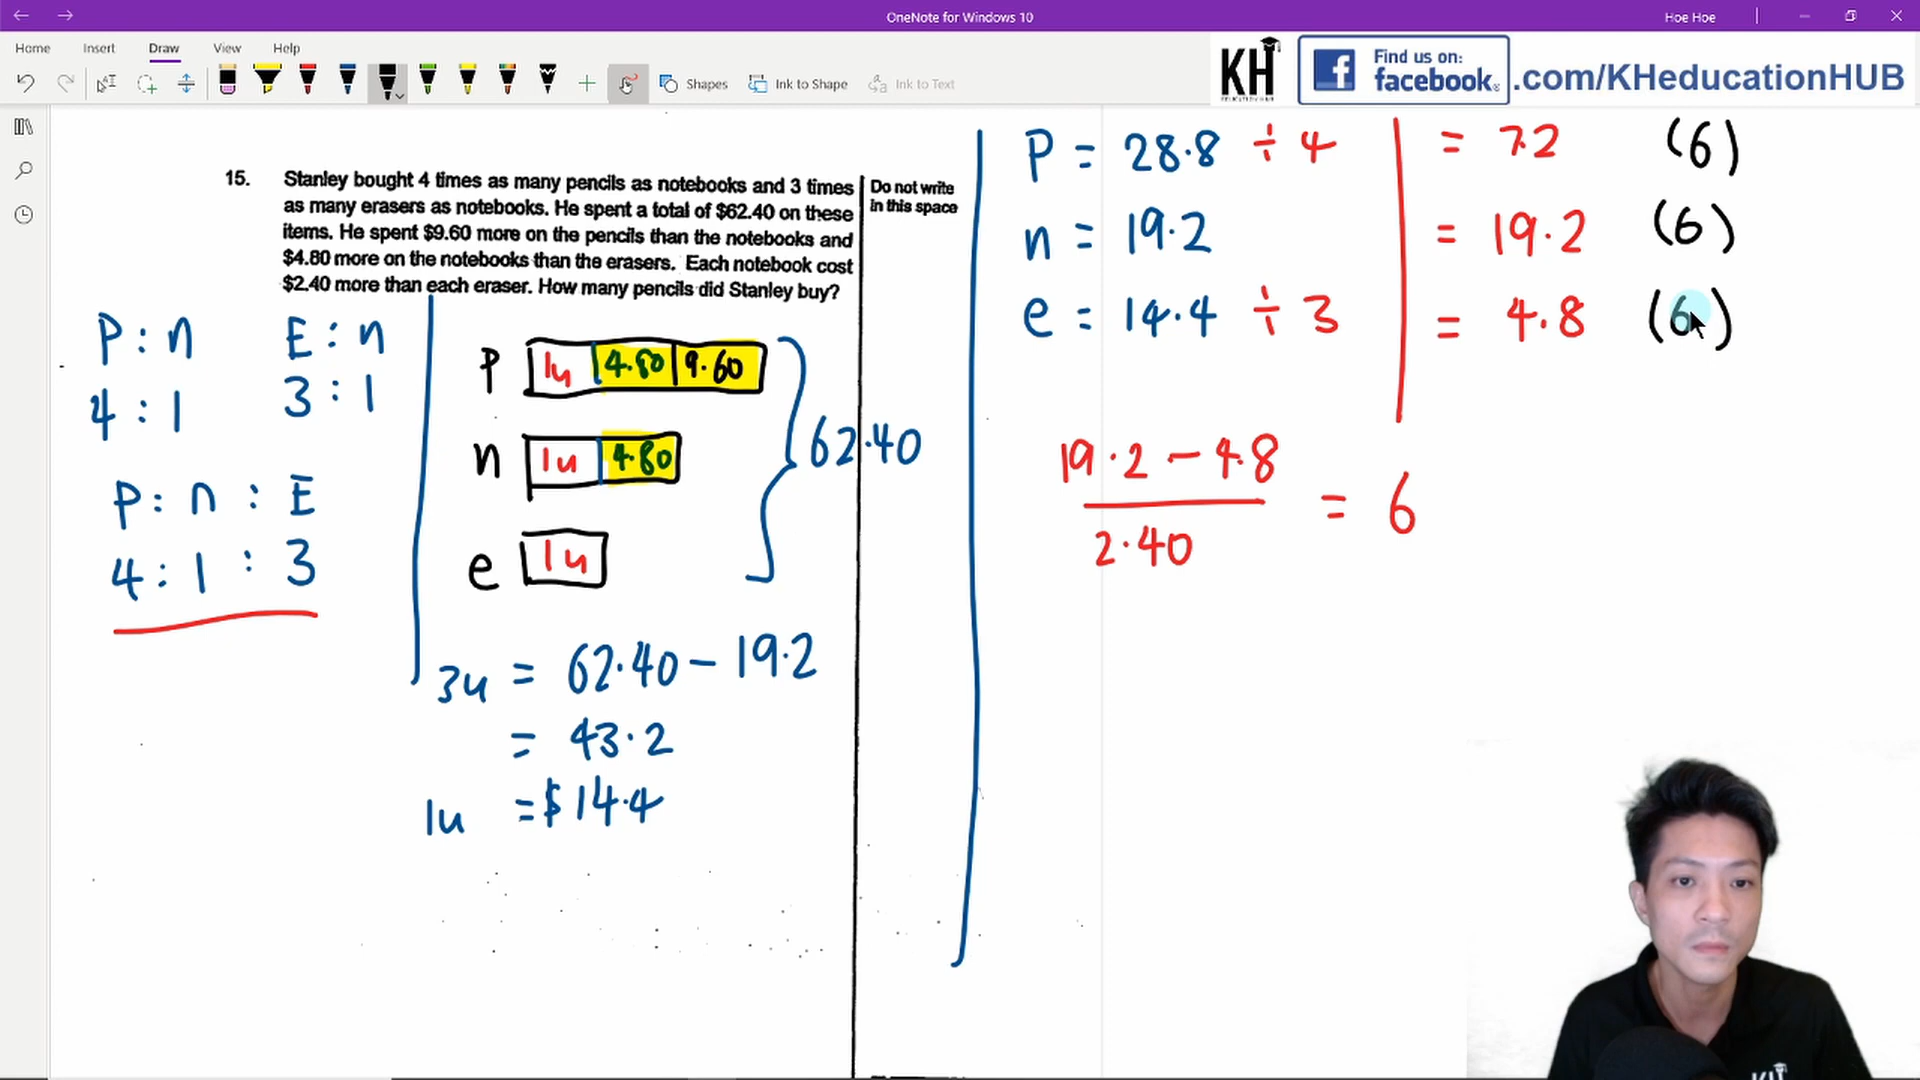 OneNote for Windows 10
Hoe Hoe
Home Insert Draw View Help
Shapes Ink to Shape Ink to Text
KH
Find us on:
facebook.com/KHeducationHUB
15. Stanley bought 4 times as many pencils as notebooks and 3 times
as many erasers as notebooks. He spent a total of $62.40 on these
items. He spent $9.60 more on the pencils than the notebooks and
$4.80 more on the notebooks than the erasers. Each notebook cost
$2.40 more than each eraser. How many pencils did Stanley buy?
Do not write
in this space
P : n E : n
4 : 1 3 : 1
P : n : E
4 : 1 : 3
P 1u 4.80 9.60
n 1u 4.80
e 1u
62.40
3u = 62.40 - 19.2
= 43.2
1u = $14.4
P = 28.8 ÷ 4 = 7.2 (6)
n = 19.2 = 19.2 (6)
e = 14.4 ÷ 3 = 4.8 (6)
19.2 - 4.8
2.40
= 6
KH